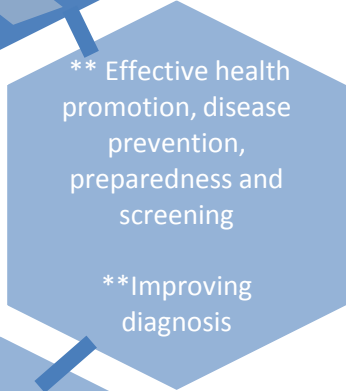 ** Effective health
promotion, disease
prevention,
preparedness and
screening
**Improving
diagnosis